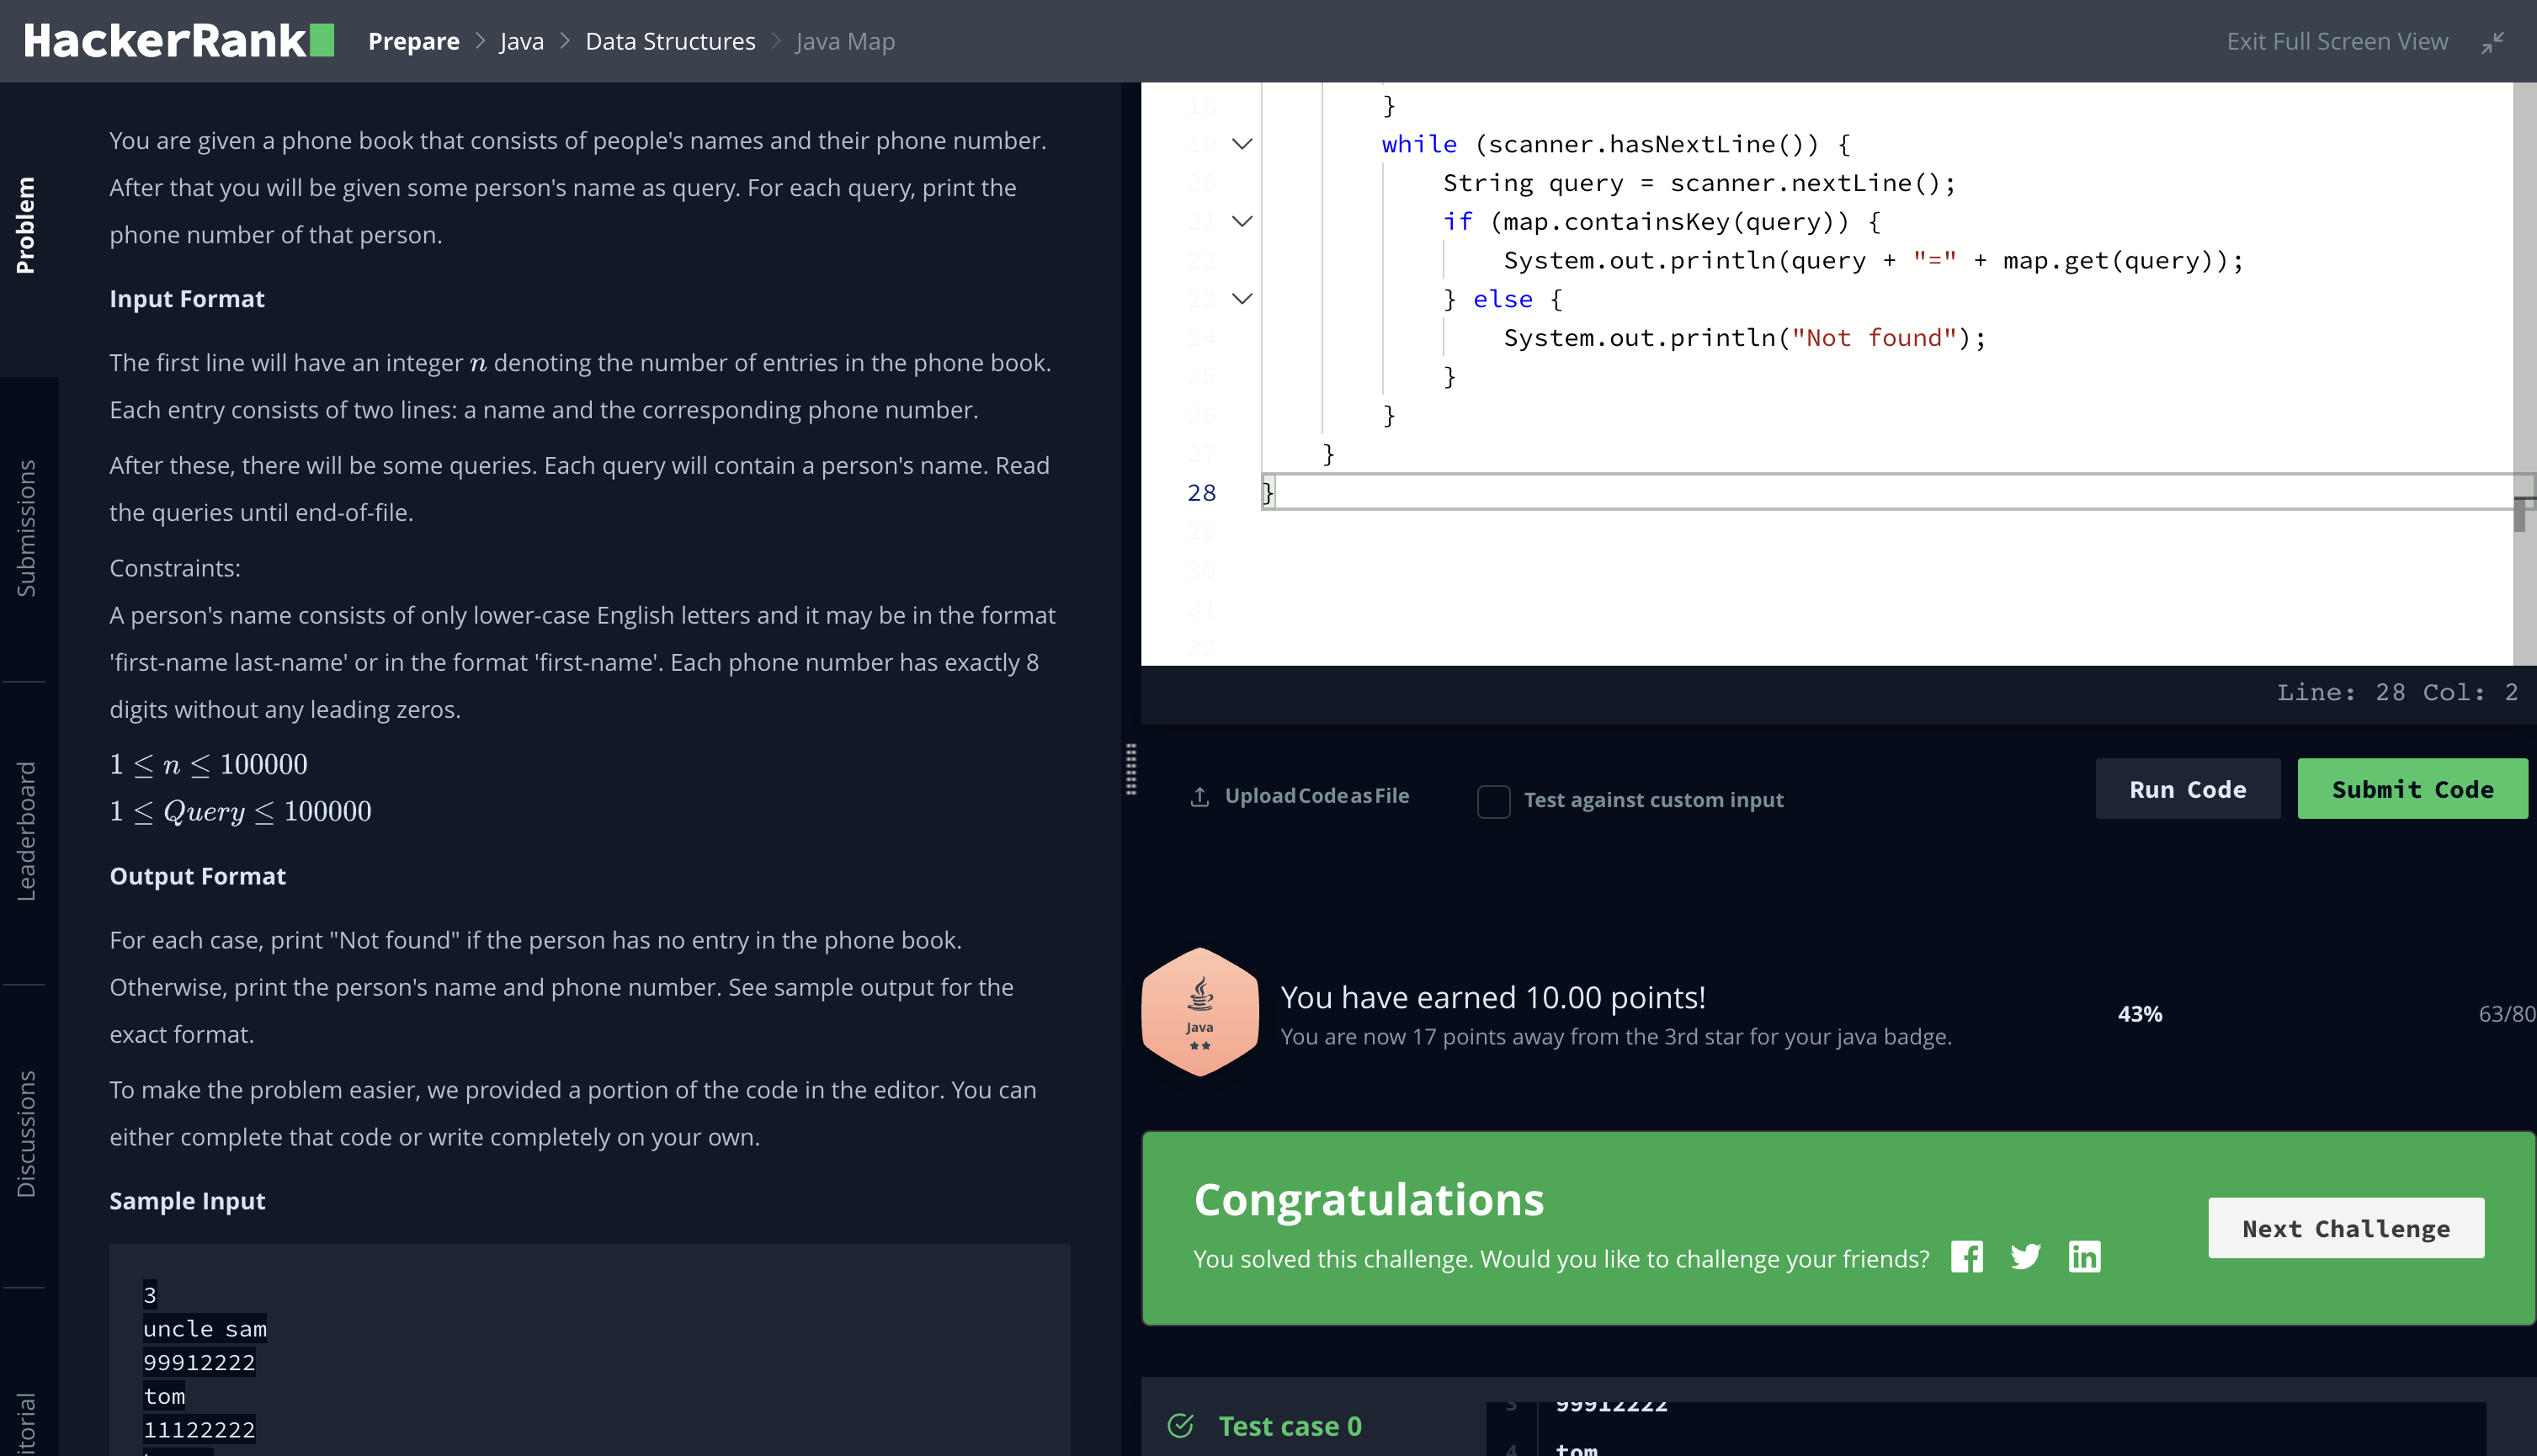 HackerRank
Prepare > Java > Data Structures > Java Map
Exit Full Screen View
Problem
Submissions
Leaderboard
Discussions
You are given a phone book that consists of people's names and their phone number.
After that you will be given some person's name as query. For each query, print the
phone number of that person.
Input Format
The first line will have an integer n denoting the number of entries in the phone book.
Each entry consists of two lines: a name and the corresponding phone number.
After these, there will be some queries. Each query will contain a person's name. Read
the queries until end-of-file.
Constraints:
A person's name consists of only lower-case English letters and it may be in the format
'first-name last-name' or in the format 'first-name'. Each phone number has exactly 8
digits without any leading zeros.
1 ≤ n ≤ 100000
1 ≤ Query ≤ 100000
Output Format
For each case, print "Not found" if the person has no entry in the phone book.
Otherwise, print the person's name and phone number. See sample output for the
exact format.
To make the problem easier, we provided a portion of the code in the editor. You can
either complete that code or write completely on your own.
Sample Input
3
uncle sam
99912222
tom
11122222
18 }
19 while (scanner.hasNextLine()) {
20 String query = scanner.nextLine();
21 if (map.containsKey(query)) {
22 System.out.println(query + "=" + map.get(query));
23 } else {
24 System.out.println("Not found");
25 }
26 }
27 }
28 }
29
30
31
32
Line: 28 Col: 2
Upload Code as File
Test against custom input
Run Code
Submit Code
Java
You have earned 10.00 points!
You are now 17 points away from the 3rd star for your java badge.
43%
63/80
Congratulations
You solved this challenge. Would you like to challenge your friends?
Next Challenge
Test case 0
3 99912222
4 tom